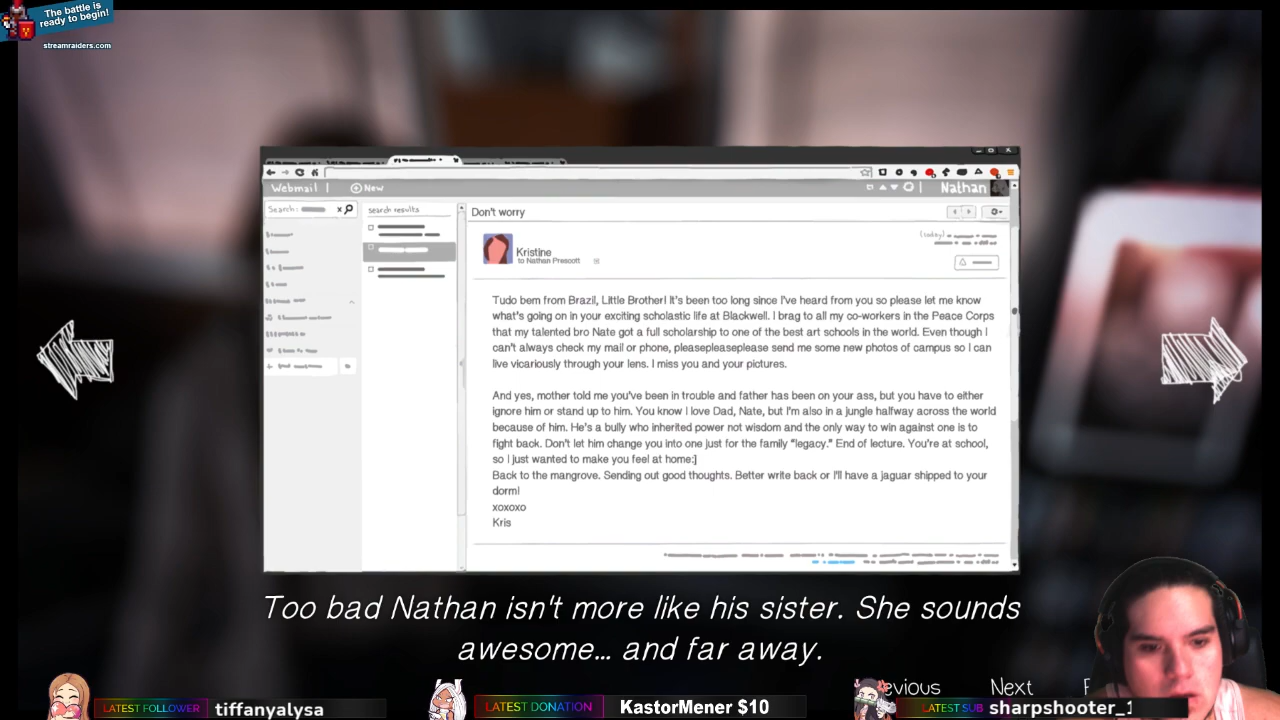 The battle is
ready to begin!
streamraiders.com
Webmail | New
Nathan
Search:
search results
Don't worry
Kristine
to Nathan Prescott
(today)
Tudo bem from Brazil, Little Brother! It's been too long since I've heard from you so please let me know
what's going on in your exciting scholastic life at Blackwell. I brag to all my co-workers in the Peace Corps
that my talented bro Nate got a full scholarship to one of the best art schools in the world. Even though I
can't always check my mail or phone, pleasepleaseplease send me some new photos of campus so I can
live vicariously through your lens. I miss you and your pictures.
And yes, mother told me you've been in trouble and father has been on your ass, but you have to either
ignore him or stand up to him. You know I love Dad, Nate, but I'm also in a jungle halfway across the world
because of him. He's a bully who inherited power not wisdom and the only way to win against one is to
fight back. Don't let him change you into one just for the family "legacy." End of lecture. You're at school,
so I just wanted to make you feel at home:]
Back to the mangrove. Sending out good thoughts. Better write back or I'll have a jaguar shipped to your
dorm!
xoxoxo
Kris
Too bad Nathan isn't more like his sister. She sounds
awesome... and far away.
evious Next
LATEST FOLLOWER tiffanyalysa
LATEST DONATION KastorMener $10
LATEST SUB sharpshooter_1